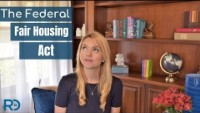 The Federal
Fair Housing
Act
RD